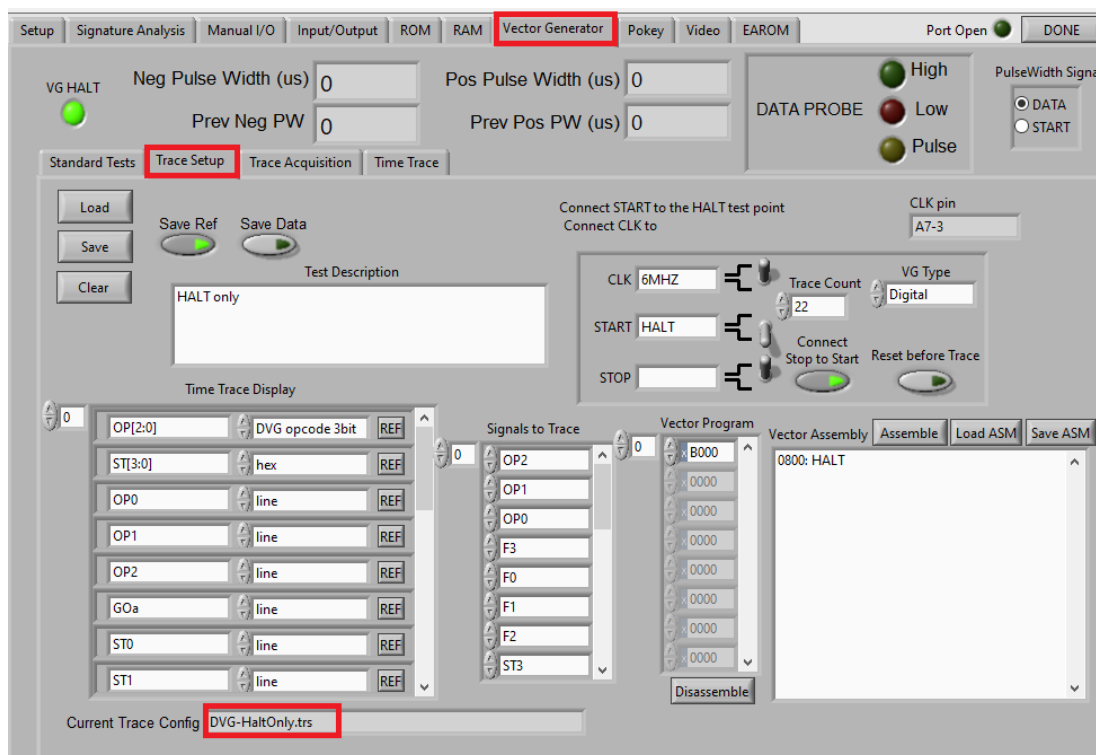 Setup Signature Analysis Manual I/O Input/Output ROM RAM Vector Generator Pokey Video EAROM Port Open DONE
VG HALT
Neg Pulse Width (us) 0
Prev Neg PW 0
Pos Pulse Width (us) 0
Prev Pos PW (us) 0
DATA PROBE
High
Low
Pulse
PulseWidth Signa
DATA
START
Standard Tests Trace Setup Trace Acquisition Time Trace
Load
Save
Clear
Save Ref Save Data
Test Description
HALT only
Connect START to the HALT test point
Connect CLK to
CLK pin
A7-3
CLK 6MHZ
START HALT
STOP
Trace Count
22
VG Type
Digital
Connect
Stop to Start
Reset before Trace
Time Trace Display
0
OP[2:0] DVG opcode 3bit REF
ST[3:0] hex REF
OP0 line REF
OP1 line REF
OP2 line REF
GOa line REF
ST0 line REF
ST1 line REF
Signals to Trace
0
OP2
OP1
OP0
F3
F0
F1
F2
ST3
Vector Program
0
x B000
x 0000
x 0000
x 0000
x 0000
x 0000
x 0000
x 0000
Disassemble
Vector Assembly Assemble Load ASM Save ASM
0800: HALT
Current Trace Config DVG-HaltOnly.trs